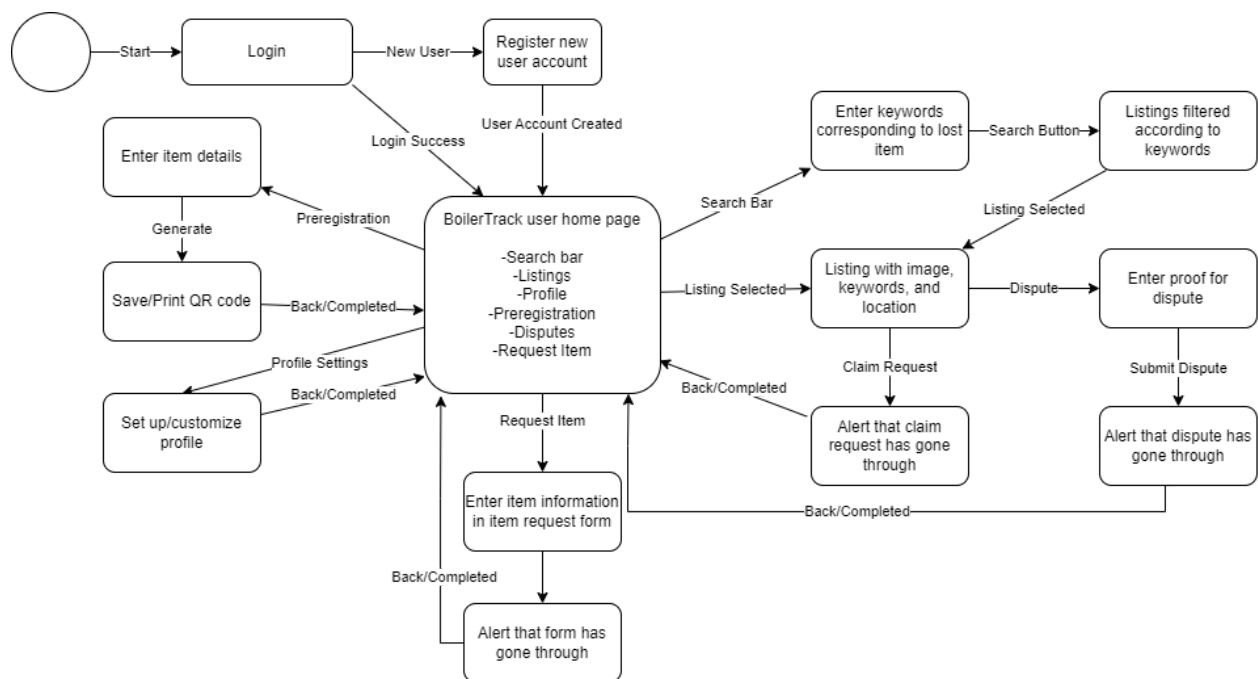 Start
Login
New User
Register new
user account
Login Success
User Account Created
Enter item details
Preregistration
Generate
Save/Print QR code
Back/Completed
Profile Settings
Set up/customize
profile
Back/Completed
BoilerTrack user home page
-Search bar
-Listings
-Profile
-Preregistration
-Disputes
-Request Item
Search Bar
Enter keywords
corresponding to lost
item
Search Button
Listings filtered
according to
keywords
Listing Selected
Listing Selected
Listing with image,
keywords, and
location
Dispute
Enter proof for
dispute
Claim Request
Submit Dispute
Back/Completed
Alert that claim
request has gone
through
Alert that dispute has
gone through
Back/Completed
Request Item
Enter item information
in item request form
Back/Completed
Alert that form has
gone through